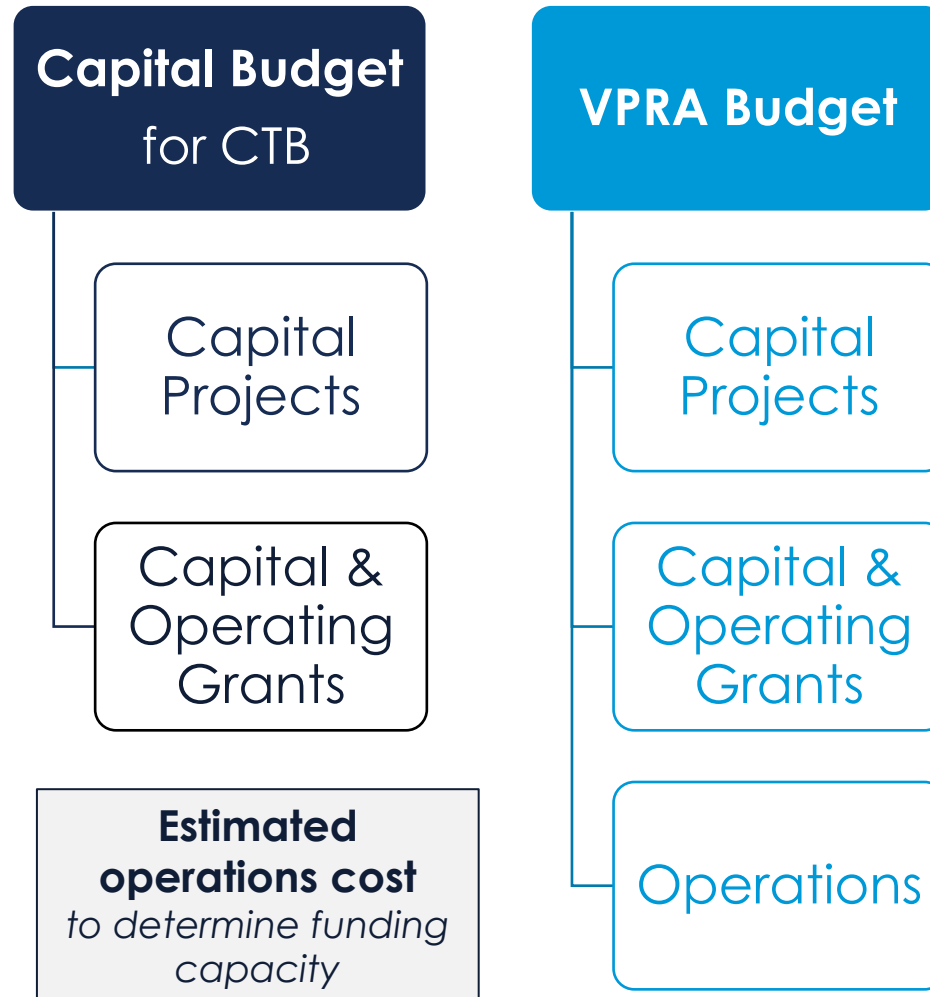 Capital Budget
for CTB
Capital
Projects
Capital &
Operating
Grants
Estimated
operations cost
to determine funding
capacity
VPRA Budget
Capital
Projects
Capital &
Operating
Grants
Operations